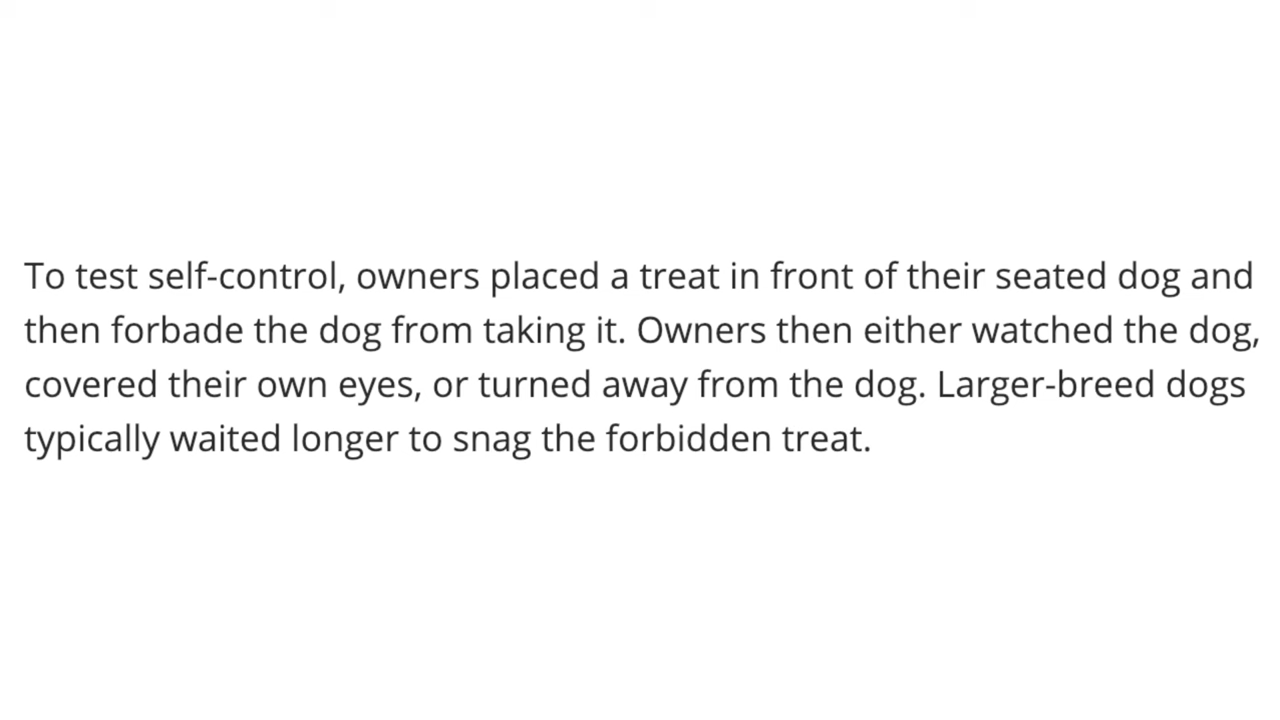 To test self-control, owners placed a treat in front of their seated dog and
then forbade the dog from taking it. Owners then either watched the dog,
covered their own eyes, or turned away from the dog. Larger-breed dogs
typically waited longer to snag the forbidden treat.